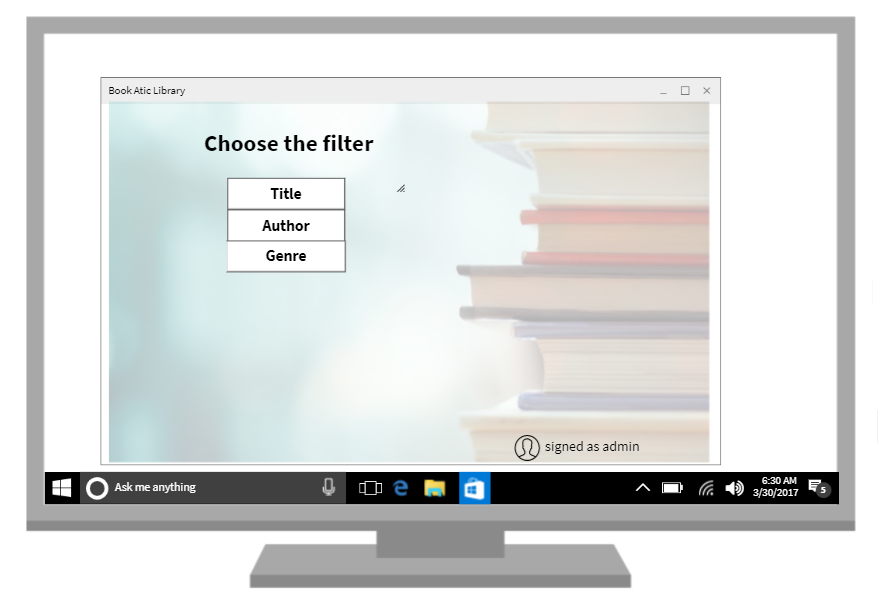 Book Atic Library
Choose the filter
Title
Author
Genre
signed as admin
Ask me anything
6:30 AM
3/30/2017
5